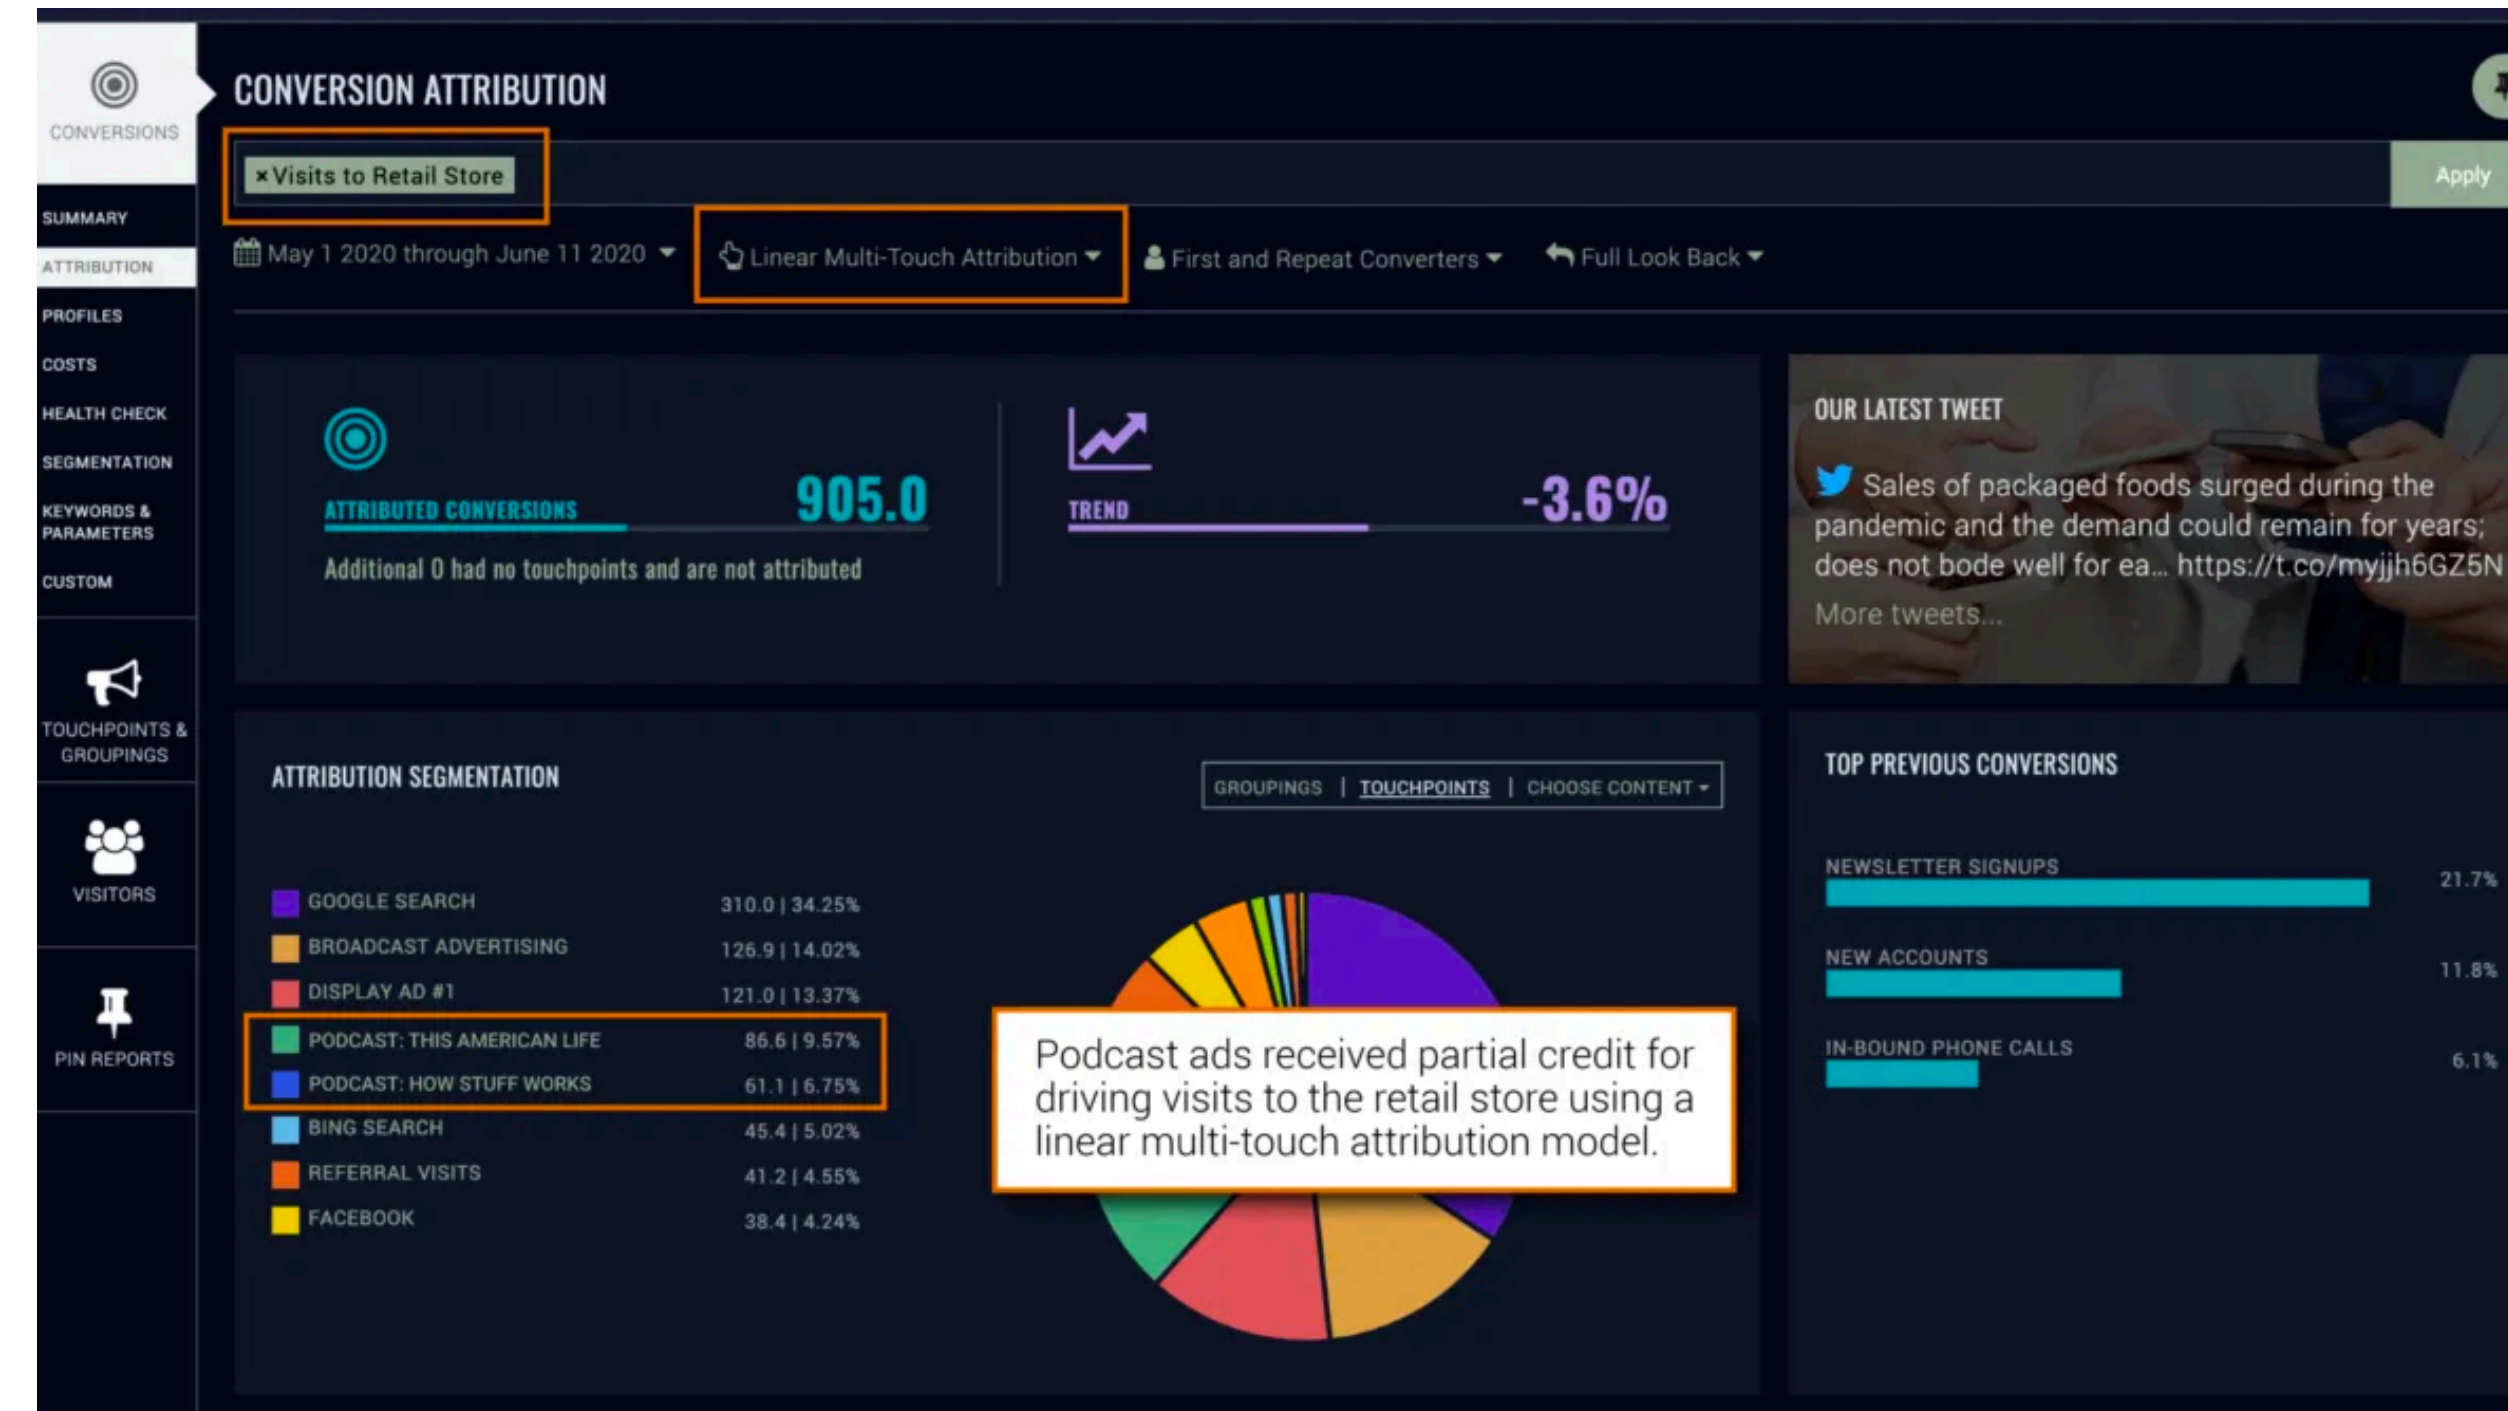 CONVERSIONS
SUMMARY
ATTRIBUTION
PROFILES
COSTS
HEALTH CHECK
SEGMENTATION
KEYWORDS &
PARAMETERS
CUSTOM
TOUCHPOINTS &
GROUPINGS
VISITORS
PIN REPORTS
CONVERSION ATTRIBUTION
×Visits to Retail Store
Apply
May 1 2020 through June 11 2020
Linear Multi-Touch Attribution
First and Repeat Converters
Full Look Back
ATTRIBUTED CONVERSIONS 905.0
Additional 0 had no touchpoints and are not attributed
TREND -3.6%
OUR LATEST TWEET
Sales of packaged foods surged during the
pandemic and the demand could remain for years;
does not bode well for ea... https://t.co/myjjh6GZ5N
More tweets...
ATTRIBUTION SEGMENTATION
GROUPINGS | TOUCHPOINTS | CHOOSE CONTENT
GOOGLE SEARCH 310.0 | 34.25%
BROADCAST ADVERTISING 126.9 | 14.02%
DISPLAY AD #1 121.0 | 13.37%
PODCAST: THIS AMERICAN LIFE 86.6 | 9.57%
PODCAST: HOW STUFF WORKS 61.1 | 6.75%
BING SEARCH 45.4 | 5.02%
REFERRAL VISITS 41.2 | 4.55%
FACEBOOK 38.4 | 4.24%
Podcast ads received partial credit for
driving visits to the retail store using a
linear multi-touch attribution model.
TOP PREVIOUS CONVERSIONS
NEWSLETTER SIGNUPS
21.7%
NEW ACCOUNTS
11.8%
IN-BOUND PHONE CALLS
6.1%